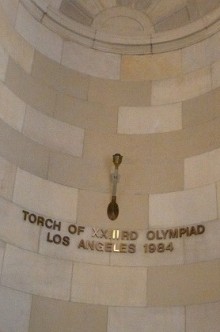 TORCH OF XXIIIRD OLYMPIAD
LOS ANGELES 1984